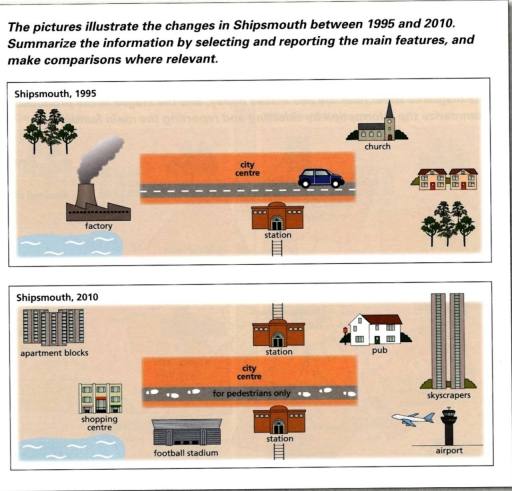 The pictures illustrate the changes in Shipsmouth between 1995 and 2010.
Summarize the information by selecting and reporting the main features, and
make comparisons where relevant.
Shipsmouth, 1995
church
city
centre
factory
station
Shipsmouth, 2010
apartment blocks
station
pub
city
centre
skyscrapers
for pedestrians only
shopping
centre
football stadium
station
airport